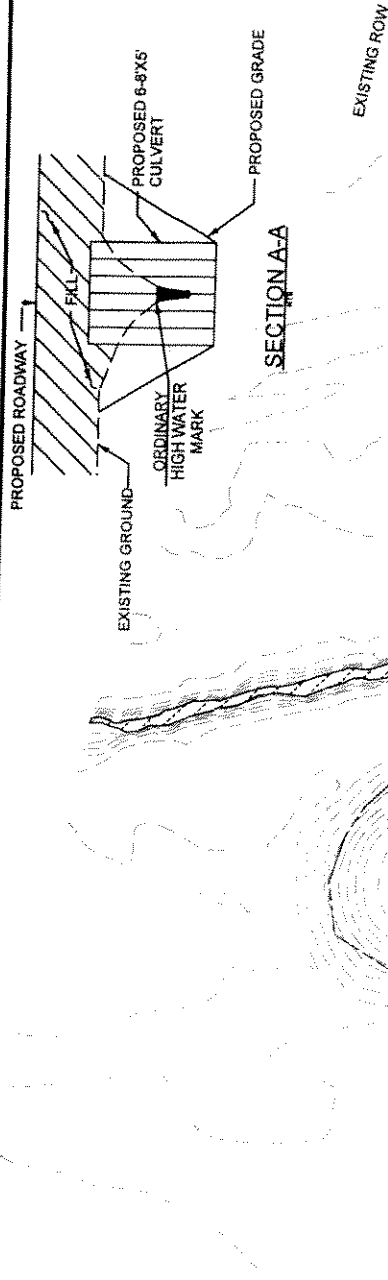 PROPOSED ROADWAY
FILL
PROPOSED 6-8'X5'
CULVERT
EXISTING GROUND
ORDINARY
HIGH WATER
MARK
PROPOSED GRADE
SECTION A-A
EXISTING ROW